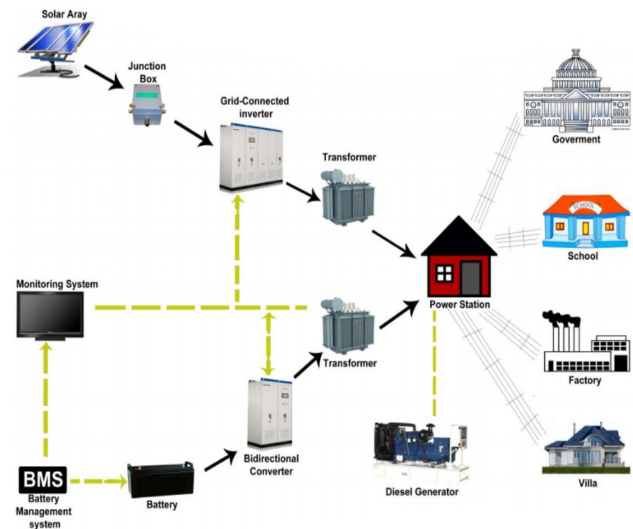 Solar Aray
Junction
Box
Grid-Connected
inverter
Transformer
Goverment
SCHOOL
School
Monitoring System
Power Station
Transformer
Factory
Bidirectional
Converter
Diesel Generator
BMS
Battery
Management
system
Battery
Villa